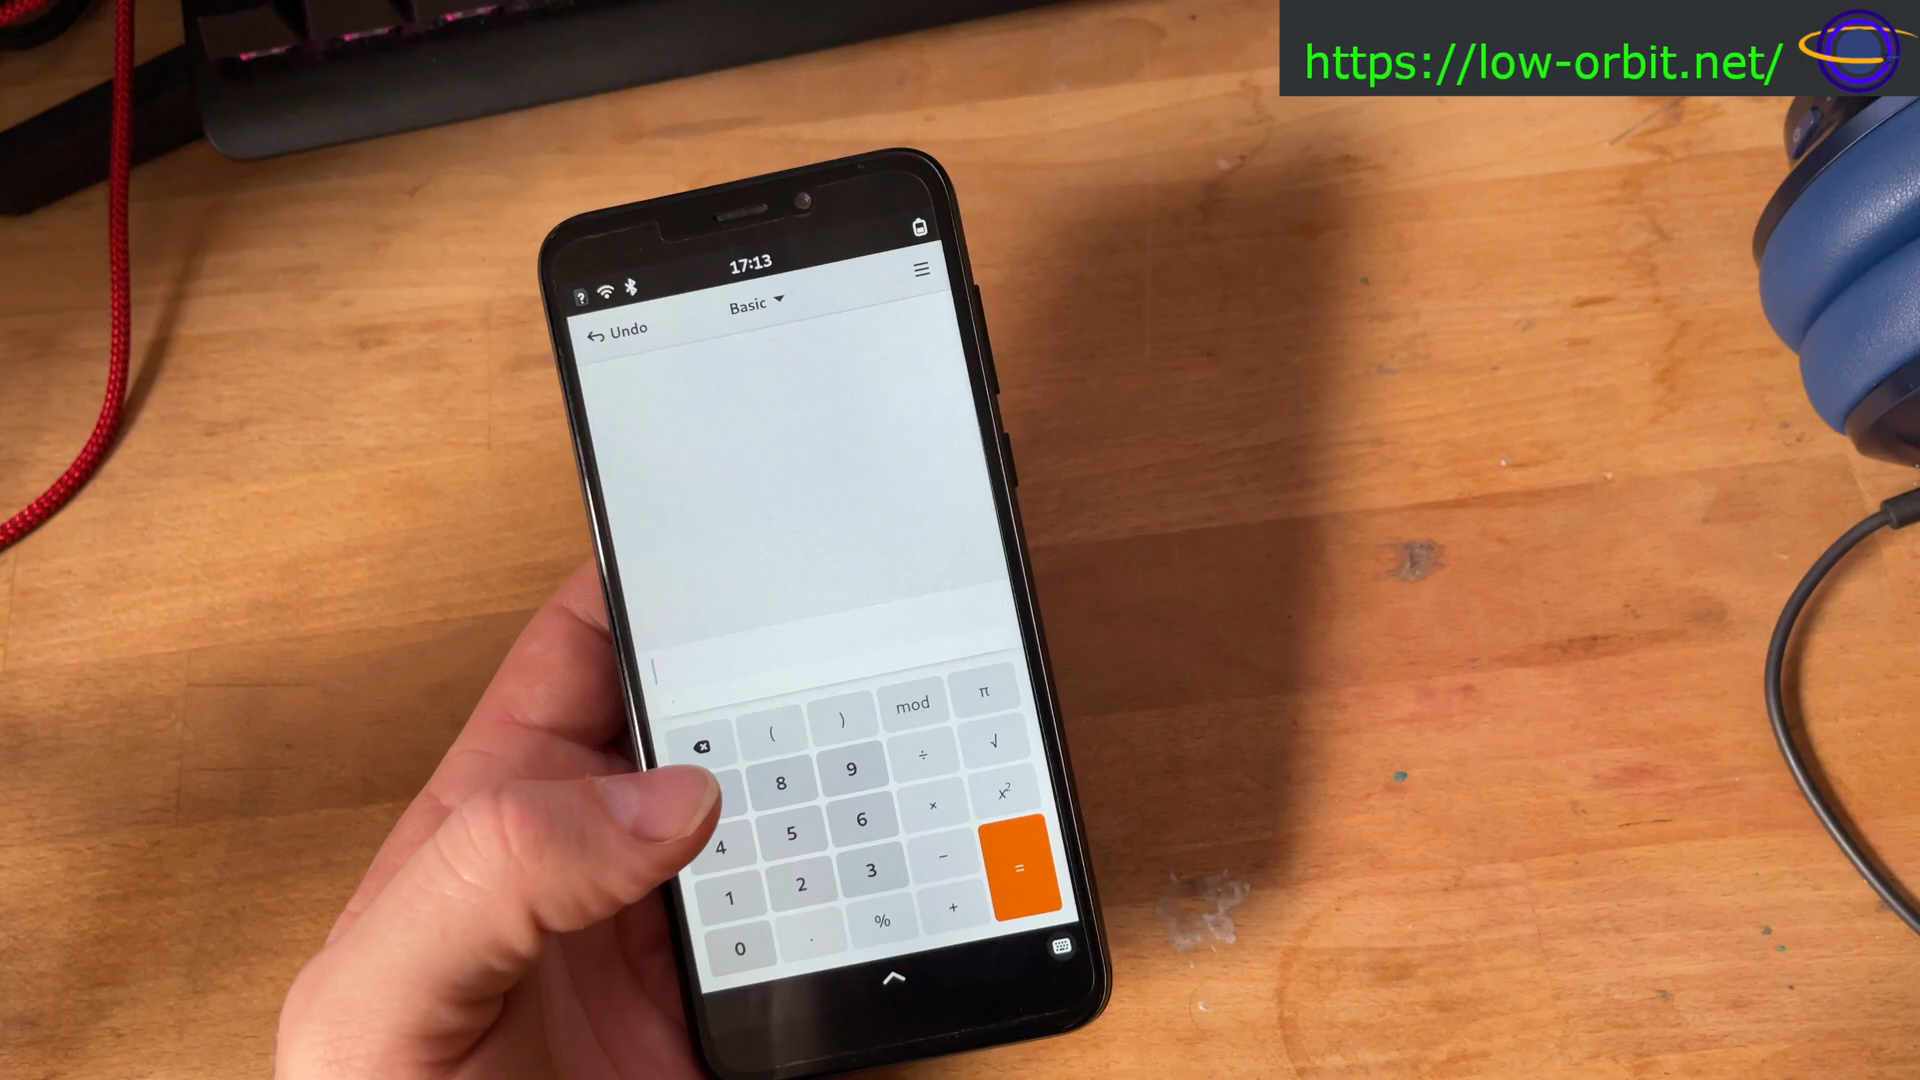 https://low-orbit.net/
17:13
Undo
Basic
( ) mod π
8 9 ÷ √
4 5 6 × x²
1 2 3 − =
0 . % +